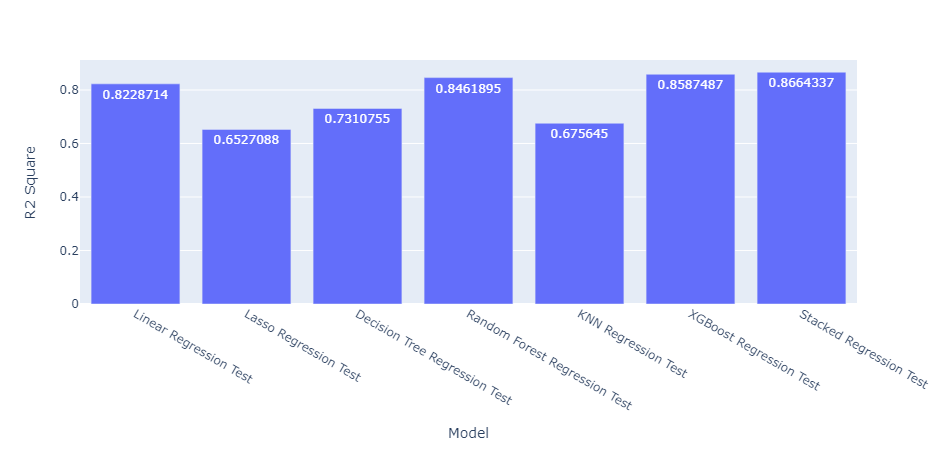 0.8228714
0.6527088
0.7310755
0.8461895
0.675645
0.8587487
0.8664337
0.8
0.6
0.4
0.2
0
R2 Square
Linear Regression Test
Lasso Regression Test
Decision Tree Regression Test
Random Forest Regression Test
KNN Regression Test
XGBoost Regression Test
Stacked Regression Test
Model